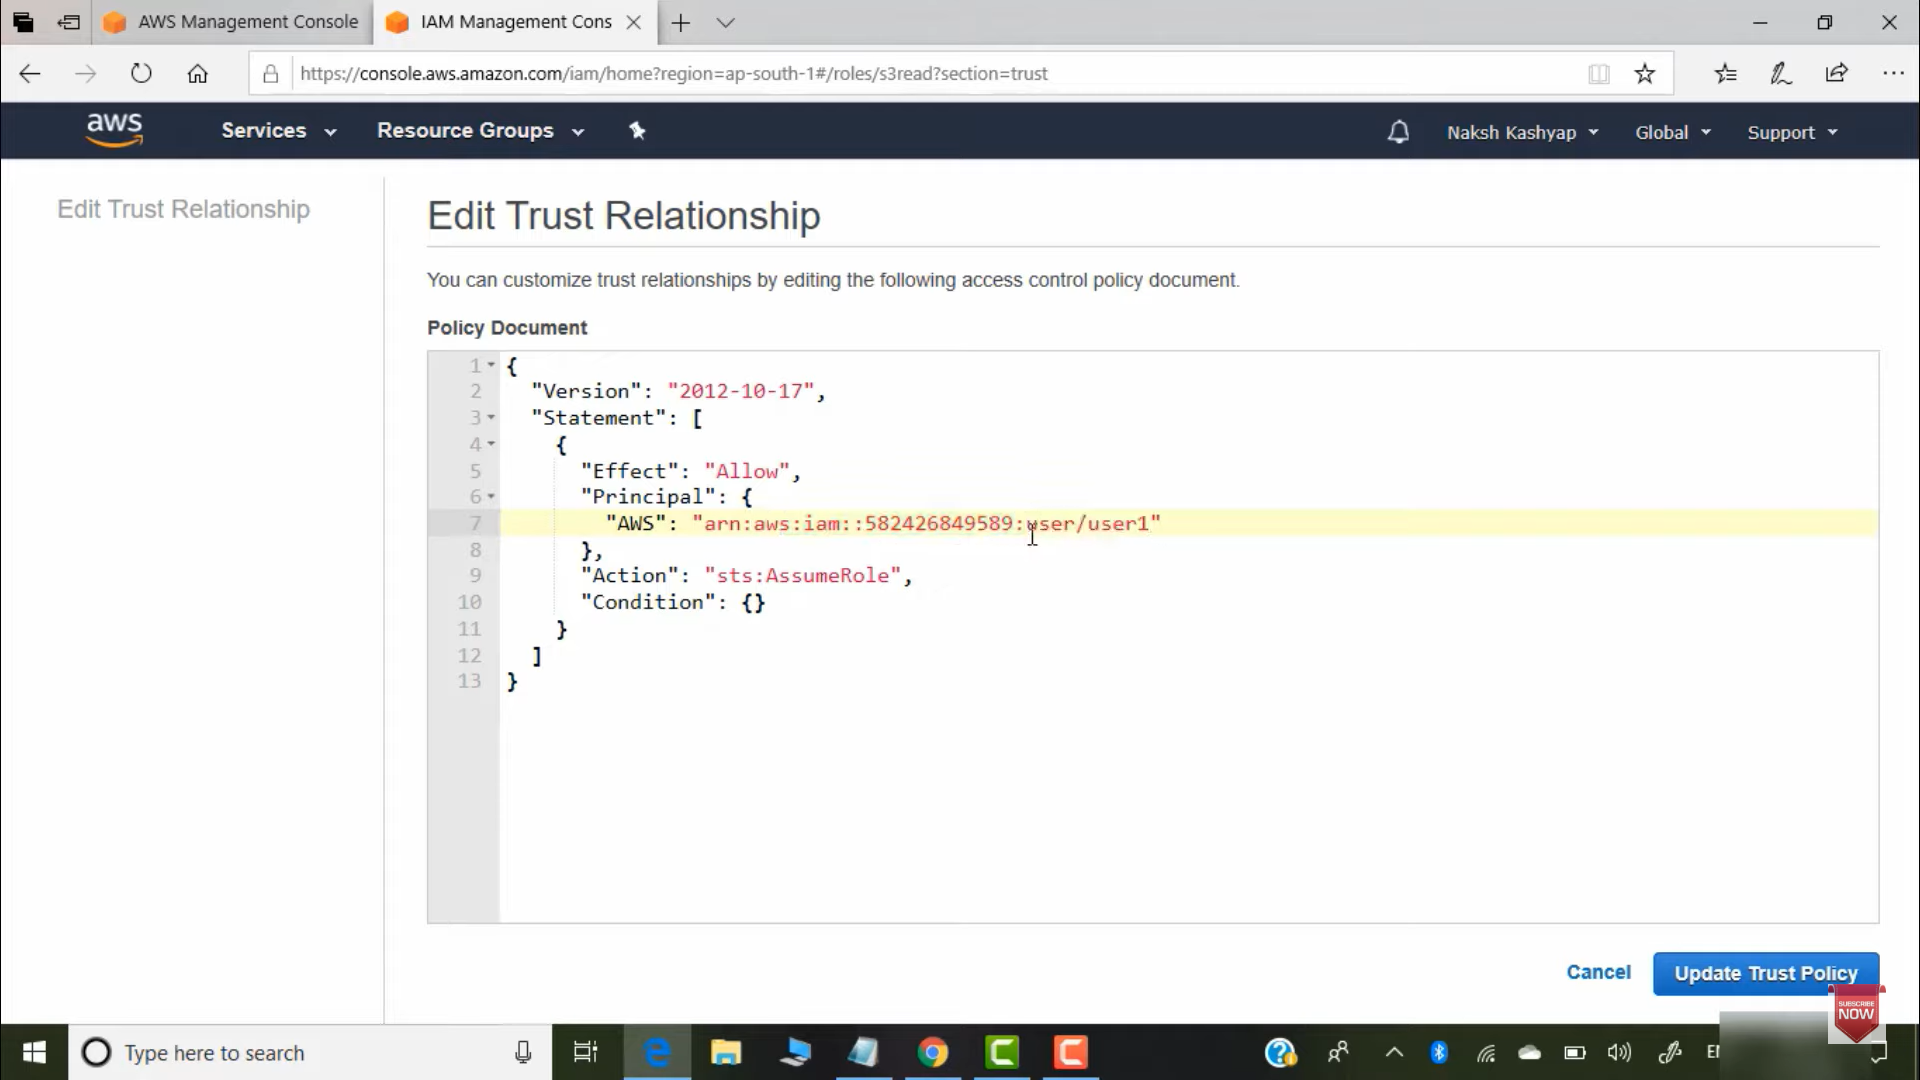 AWS Management Console
IAM Management Cons
https://console.aws.amazon.com/iam/home?region=ap-south-1#/roles/s3read?section=trust
aws
Services
Resource Groups
Naksh Kashyap
Global
Support
Edit Trust Relationship
Edit Trust Relationship
You can customize trust relationships by editing the following access control policy document.
Policy Document
1 {
2 "Version": "2012-10-17",
3 "Statement": [
4 {
5 "Effect": "Allow",
6 "Principal": {
7 "AWS": "arn:aws:iam::582426849589:user/user1"
8 },
9 "Action": "sts:AssumeRole",
10 "Condition": {}
11 }
12 ]
13 }
Cancel
Update Trust Policy
SUBSCRIBE
NOW
Type here to search